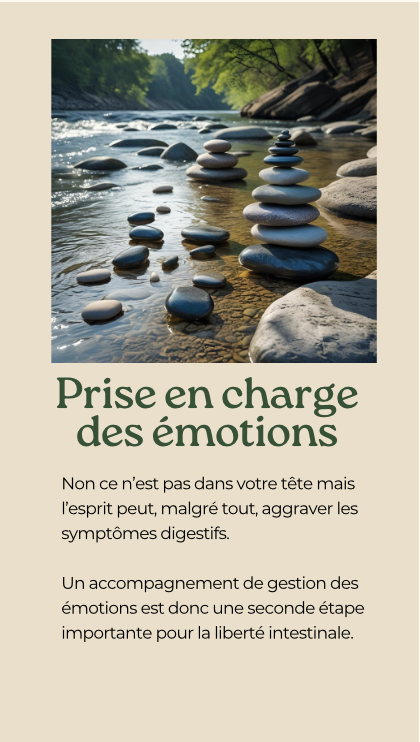 Prise en charge
des émotions
Non ce n’est pas dans votre tête mais
l’esprit peut, malgré tout, aggraver les
symptômes digestifs.
Un accompagnement de gestion des
émotions est donc une seconde étape
importante pour la liberté intestinale.